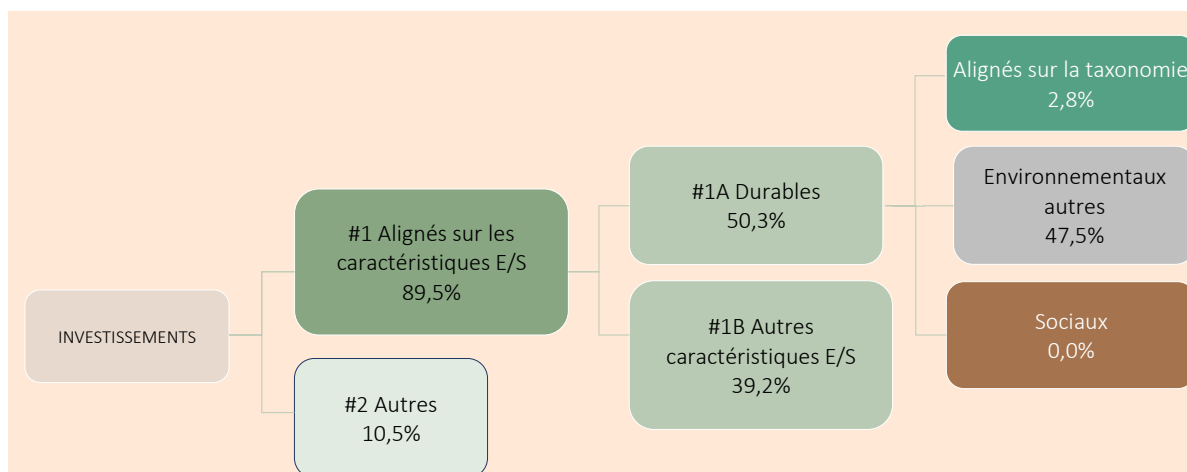 INVESTISSEMENTS
#1 Alignés sur les
caractéristiques E/S
89,5%
#2 Autres
10,5%
#1A Durables
50,3%
#1B Autres
caractéristiques E/S
39,2%
Alignés sur la taxonomie
2,8%
Environnementaux
autres
47,5%
Sociaux
0,0%